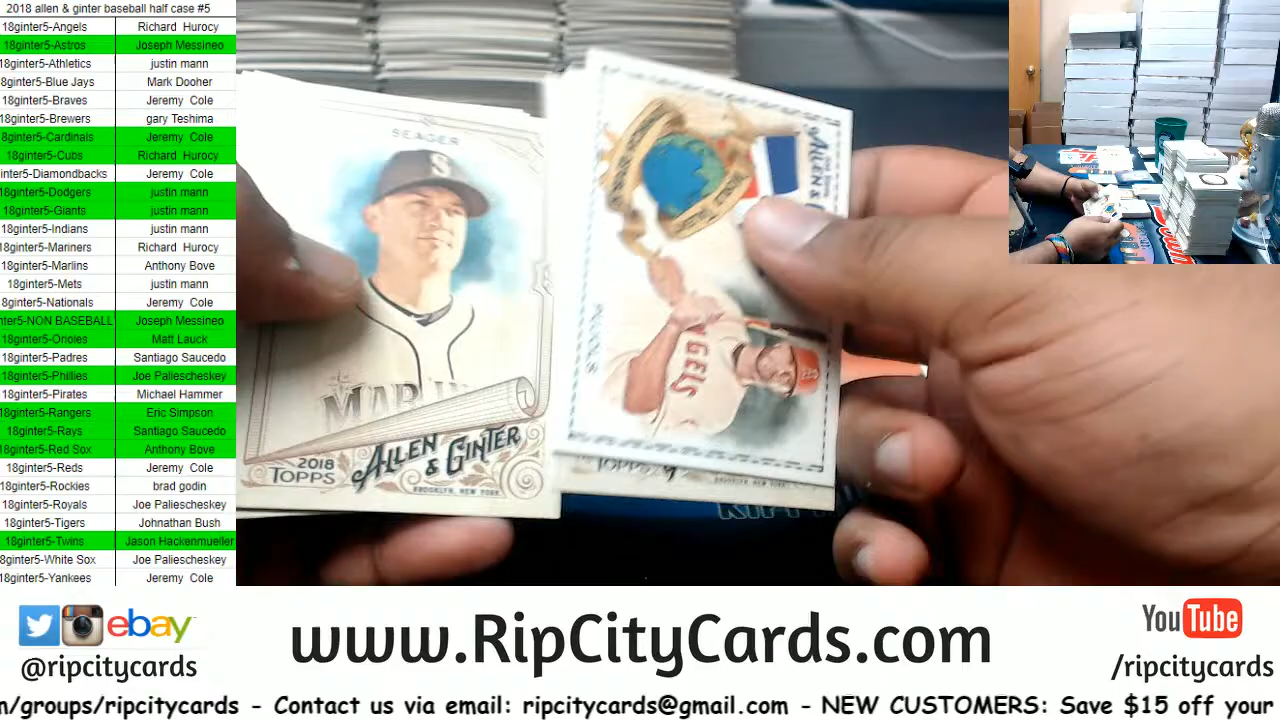 2018 allen & ginter baseball half case #5
18ginter5-Angels Richard Hurocy
18ginter5-Astros Joseph Messineo
18ginter5-Athletics justin mann
8ginter5-Blue Jays Mark Dooher
18ginter5-Braves Jeremy Cole
18ginter5-Brewers gary Teshima
8ginter5-Cardinals Jeremy Cole
18ginter5-Cubs Richard Hurocy
inter5-Diamondbacks Jeremy Cole
18ginter5-Dodgers justin mann
18ginter5-Giants justin mann
18ginter5-Indians justin mann
18ginter5-Mariners Richard Hurocy
18ginter5-Marlins Anthony Bove
18ginter5-Mets justin mann
8ginter5-Nationals Jeremy Cole
nter5-NON BASEBALL Joseph Messineo
18ginter5-Orioles Matt Lauck
18ginter5-Padres Santiago Saucedo
18ginter5-Phillies Joe Paliescheskey
18ginter5-Pirates Michael Hammer
18ginter5-Rangers Eric Simpson
18ginter5-Rays Santiago Saucedo
18ginter5-Red Sox Anthony Bove
18ginter5-Reds Jeremy Cole
18ginter5-Rockies brad godin
18ginter5-Royals Joe Paliescheskey
18ginter5-Tigers Johnathan Bush
18ginter5-Twins Jason Hackenmueller
8ginter5-White Sox Joe Paliescheskey
18ginter5-Yankees Jeremy Cole
SEAGER
MARIN
2018
TOPPS
ALLEN & GINTER
BROOKLYN, NEW YORK
ALLEN &
PUJOLS
NGELS
TOPPS
ebay
@ripcitycards
www.RipCityCards.com
YouTube
/ripcitycards
n/groups/ripcitycards - Contact us via email: ripcitycards@gmail.com - NEW CUSTOMERS: Save $15 off your